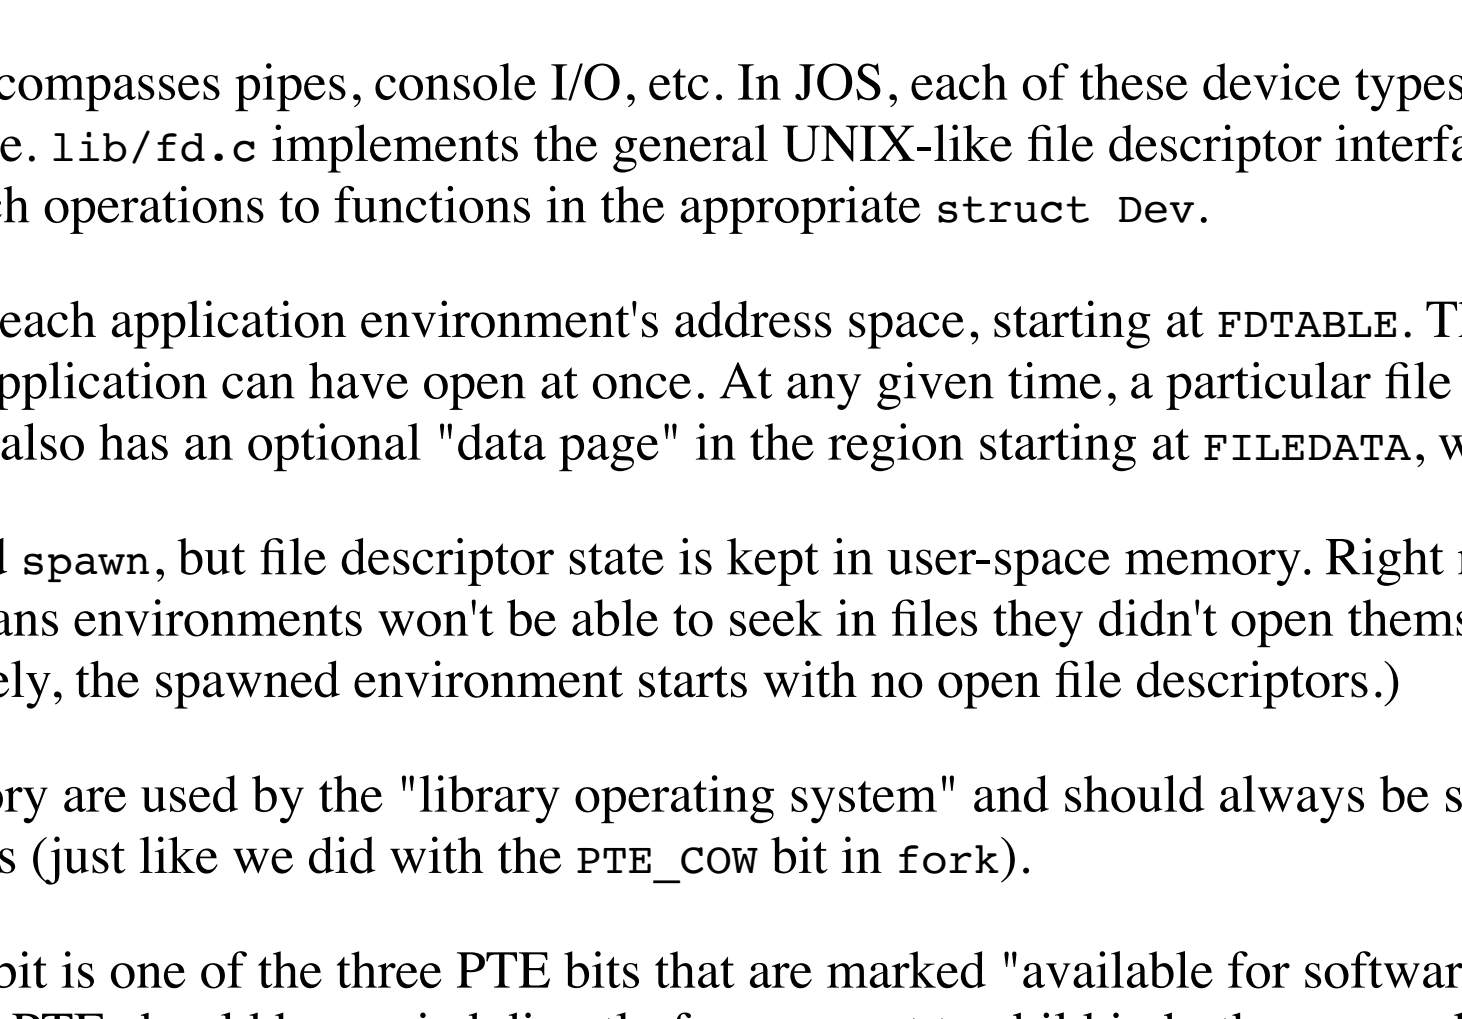 compasses pipes, console I/O, etc. In JOS, each of these device types
e. lib/fd.c implements the general UNIX-like file descriptor interfa
ch operations to functions in the appropriate struct Dev.
each application environment's address space, starting at FDTABLE. Th
pplication can have open at once. At any given time, a particular file
also has an optional "data page" in the region starting at FILEDATA, w
d spawn, but file descriptor state is kept in user-space memory. Right n
ans environments won't be able to seek in files they didn't open thems
ely, the spawned environment starts with no open file descriptors.)
ory are used by the "library operating system" and should always be s
s (just like we did with the PTE_COW bit in fork).
bit is one of the three PTE bits that are marked "available for softwar